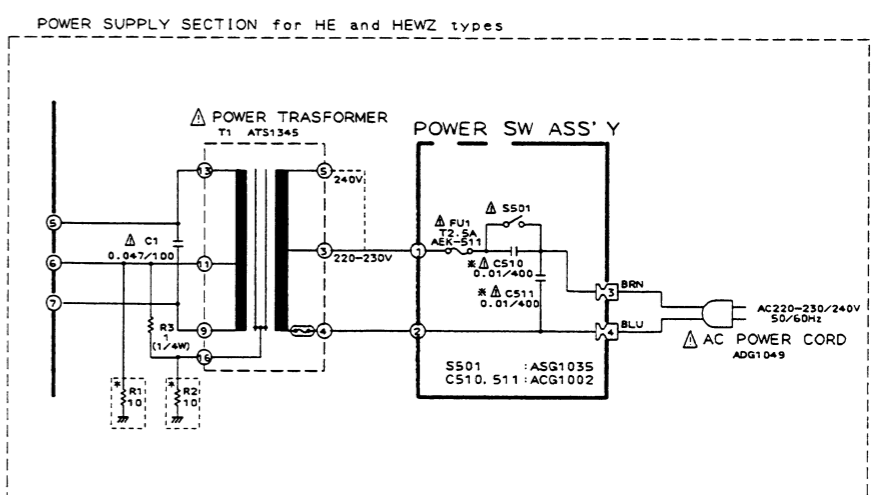 POWER SUPPLY SECTION for HE and HEWZ types
POWER TRASFORMER
T1 ATS1345
POWER SW ASS'Y
13
5
240V
5
C1
0.047/100
6
11
3
220-230V
7
R3
1
(1/4W)
9
4
16
* R1
10
* R2
10
FU1
T2.5A
AEK-511
S501
1
* C510
0.01/400
* C511
0.01/400
2
3
BRN
4
BLU
S501 :ASG1035
C510. 511 :ACG1002
AC220-230/240V
50/60Hz
AC POWER CORD
ADG1049